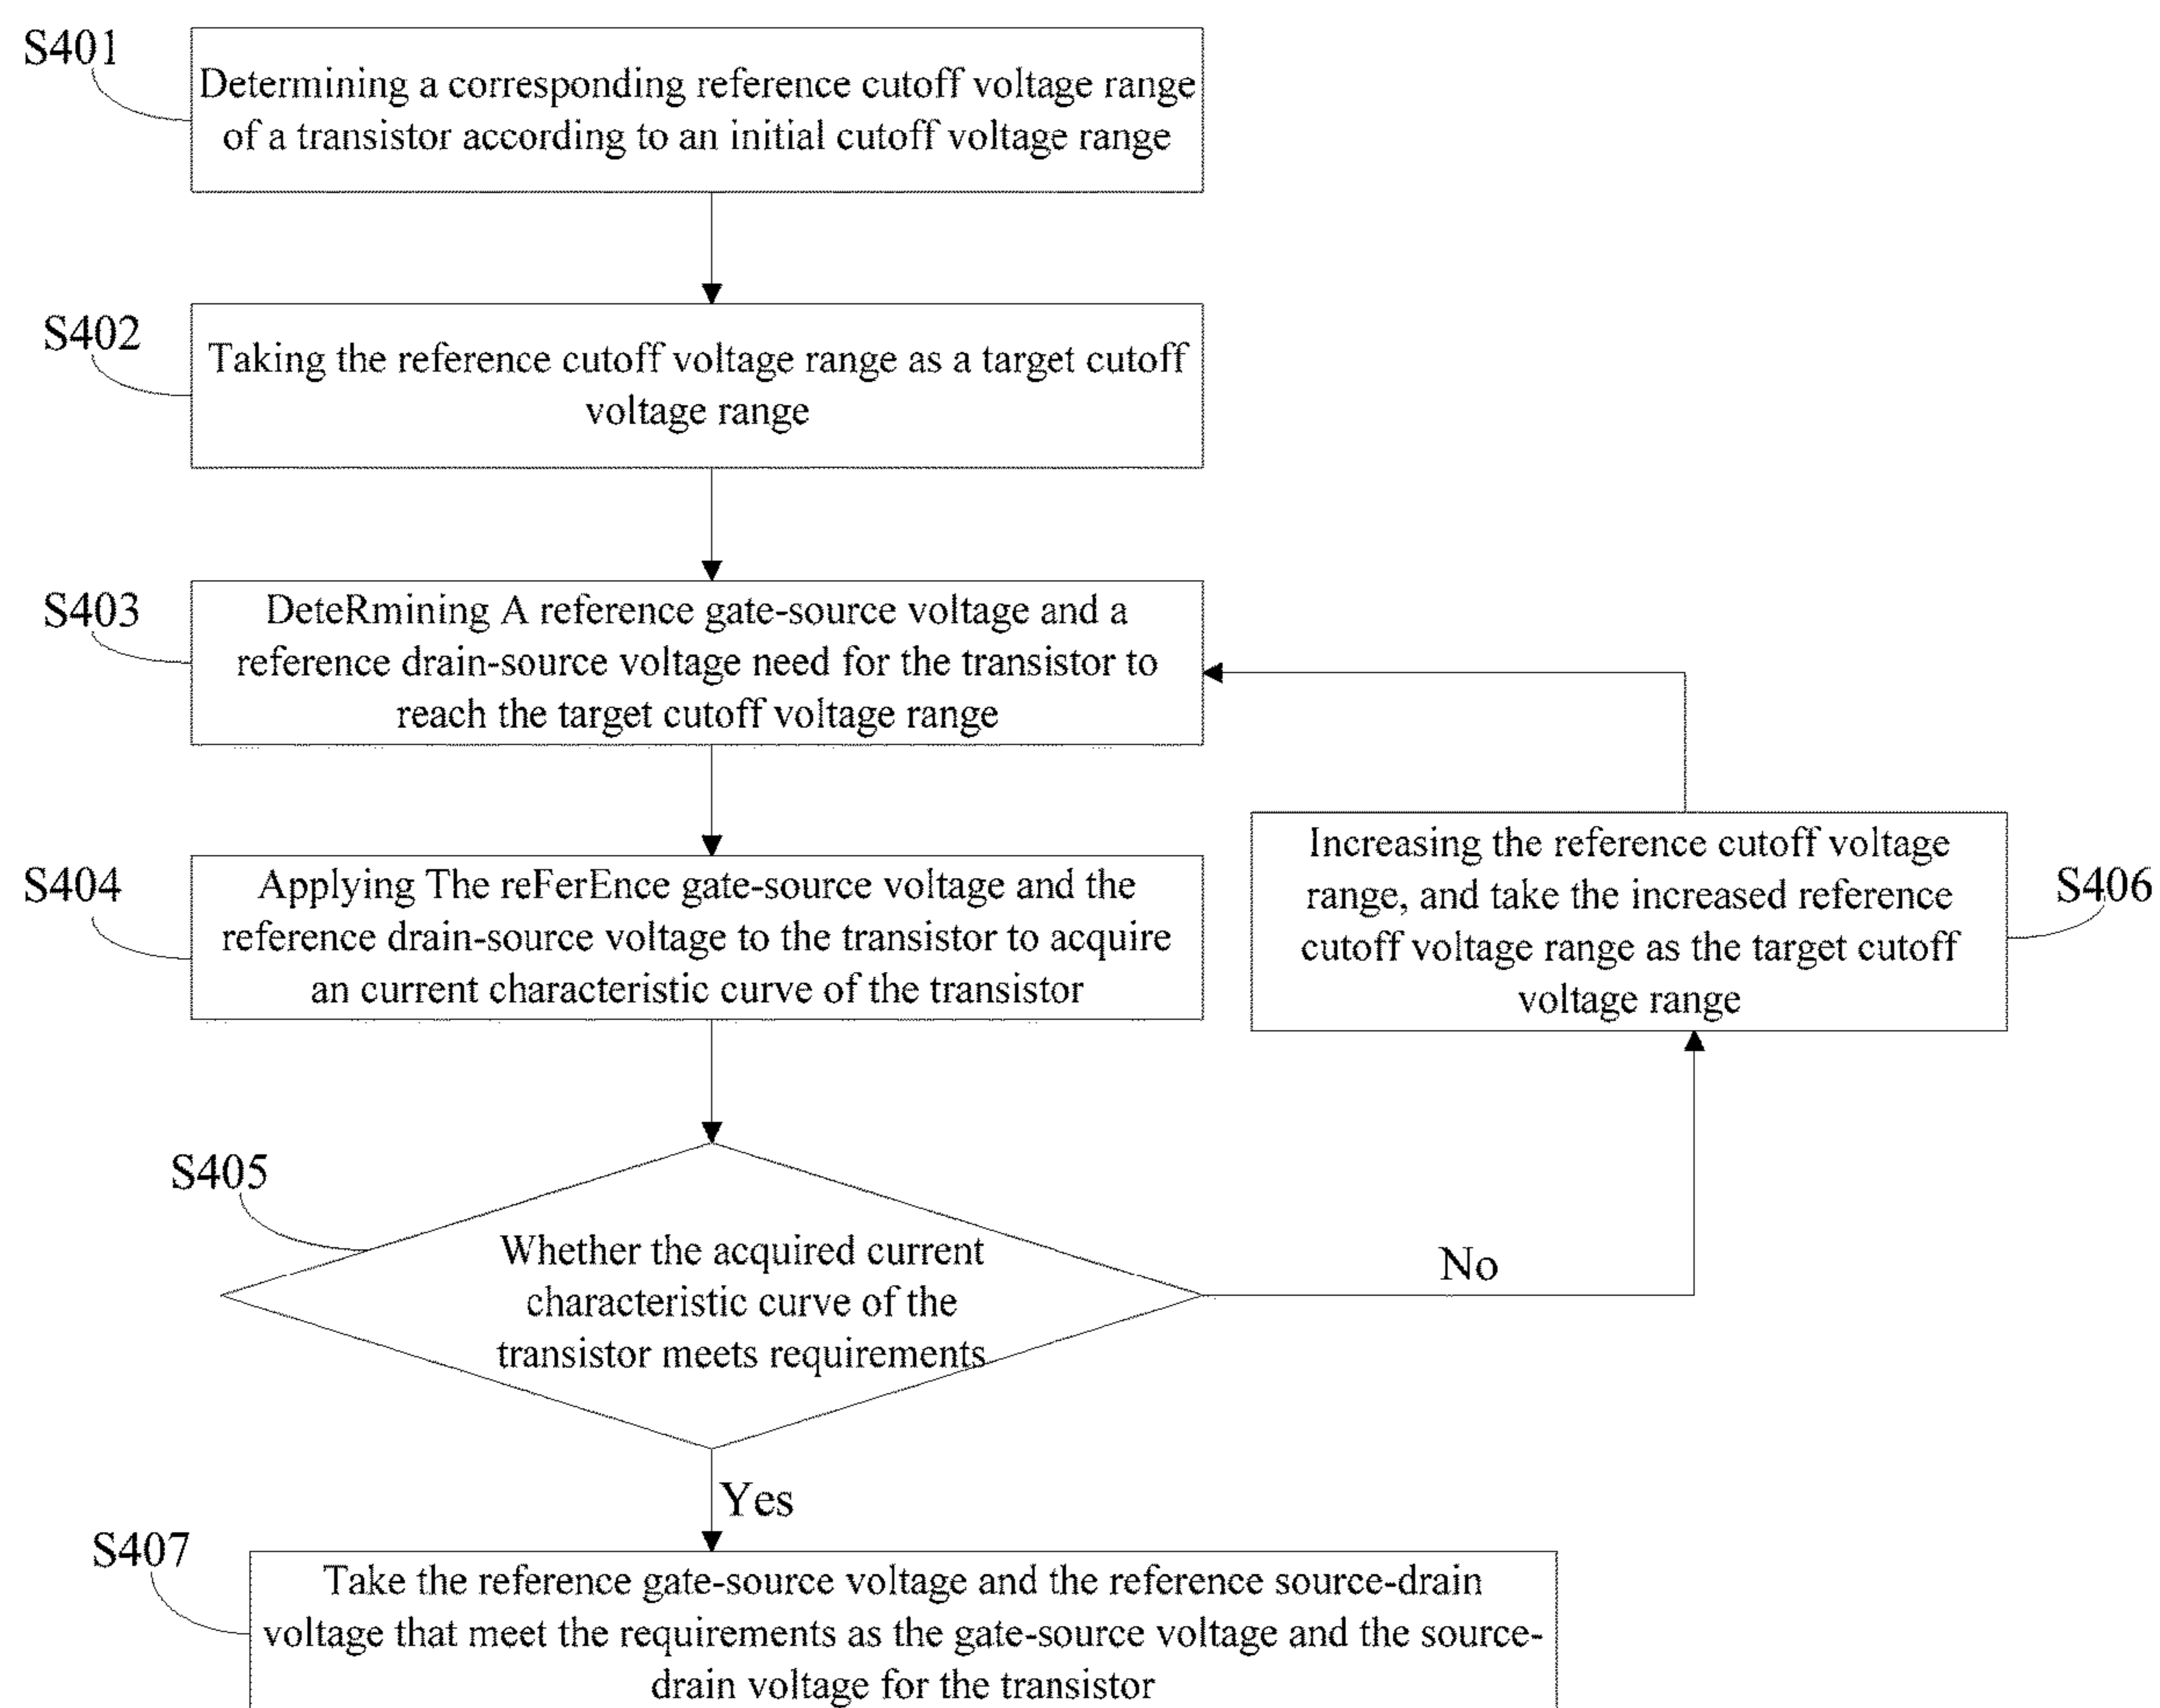 S401
Determining a corresponding reference cutoff voltage range
of a transistor according to an initial cutoff voltage range
S402
Taking the reference cutoff voltage range as a target cutoff
voltage range
S403
DeteRmining A reference gate-source voltage and a
reference drain-source voltage need for the transistor to
reach the target cutoff voltage range
S404
Applying The reFerEnce gate-source voltage and the
reference drain-source voltage to the transistor to acquire
an current characteristic curve of the transistor
Increasing the reference cutoff voltage
range, and take the increased reference
cutoff voltage range as the target cutoff
voltage range
S406
S405
Whether the acquired current
characteristic curve of the
transistor meets requirements
No
Yes
S407
Take the reference gate-source voltage and the reference source-drain
voltage that meet the requirements as the gate-source voltage and the source-
drain voltage for the transistor